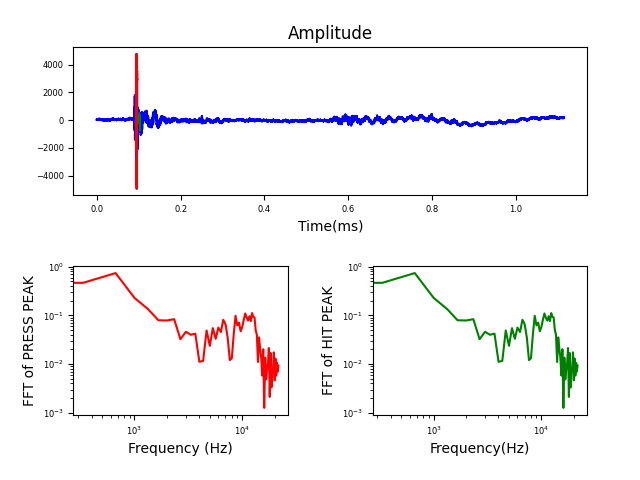 Amplitude
4000
2000
0
−2000
−4000
0.0 0.2 0.4 0.6 0.8 1.0
Time(ms)
FFT of PRESS PEAK
10⁰
10⁻¹
10⁻²
10⁻³
10³ 10⁴
Frequency (Hz)
FFT of HIT PEAK
10⁰
10⁻¹
10⁻²
10⁻³
10³ 10⁴
Frequency(Hz)